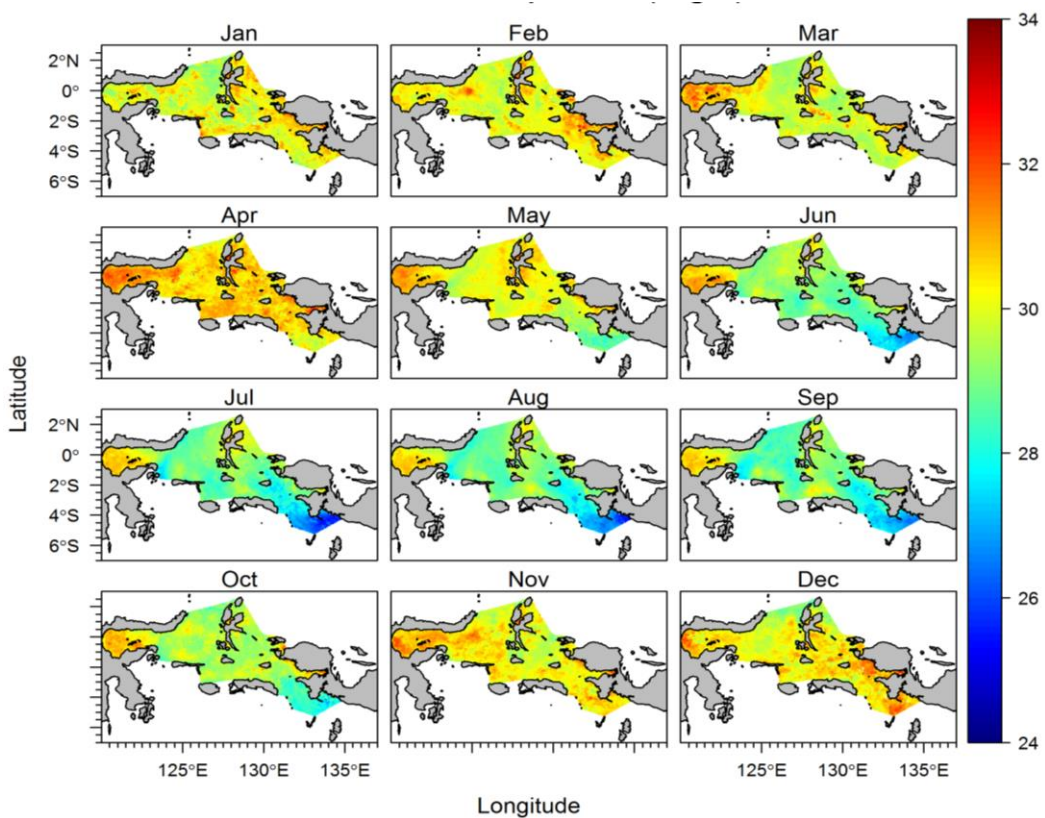 Jan Feb Mar
34
2°N
0°
2°S
4°S
6°S
32
Apr May Jun
30
Latitude
Jul Aug Sep
2°N
0°
2°S
4°S
6°S
28
Oct Nov Dec
26
24
125°E 130°E 135°E 125°E 130°E 135°E
Longitude